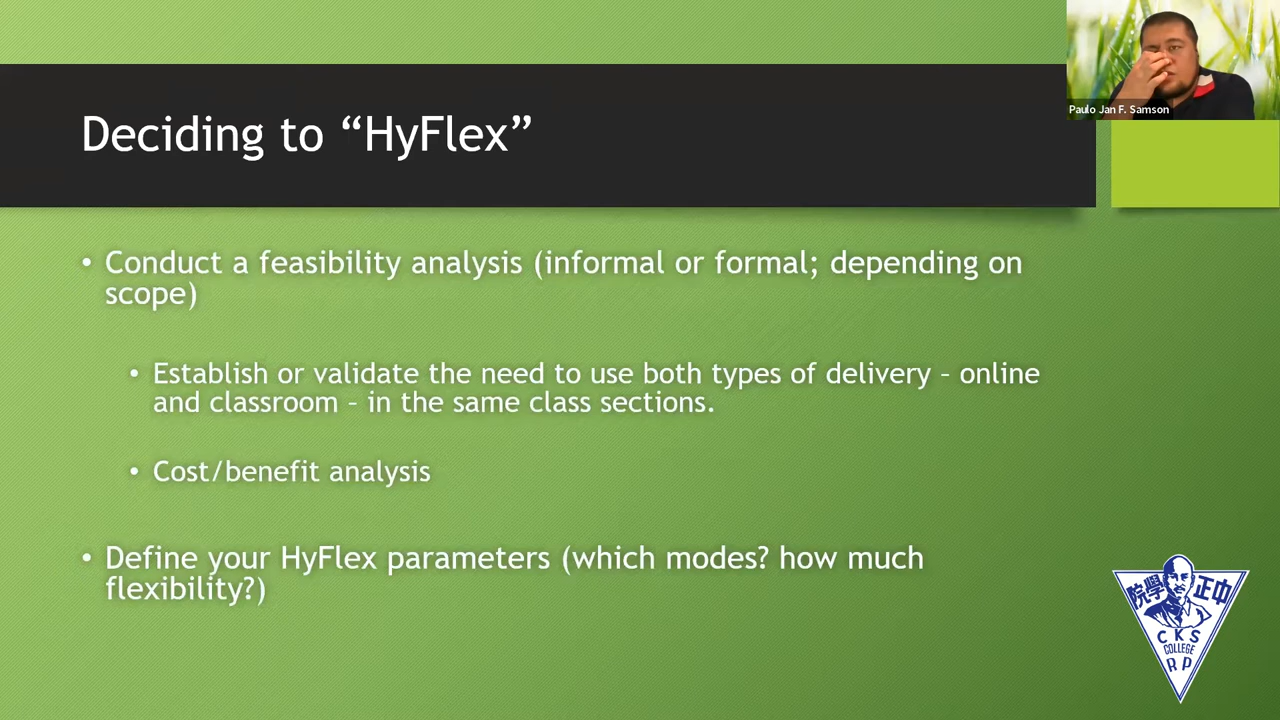 Paulo Jan F. Samson
Deciding to “HyFlex”
• Conduct a feasibility analysis (informal or formal; depending on
scope)
• Establish or validate the need to use both types of delivery – online
and classroom – in the same class sections.
• Cost/benefit analysis
• Define your HyFlex parameters (which modes? how much
flexibility?)
院學 正中
CKS
COLLEGE
RP